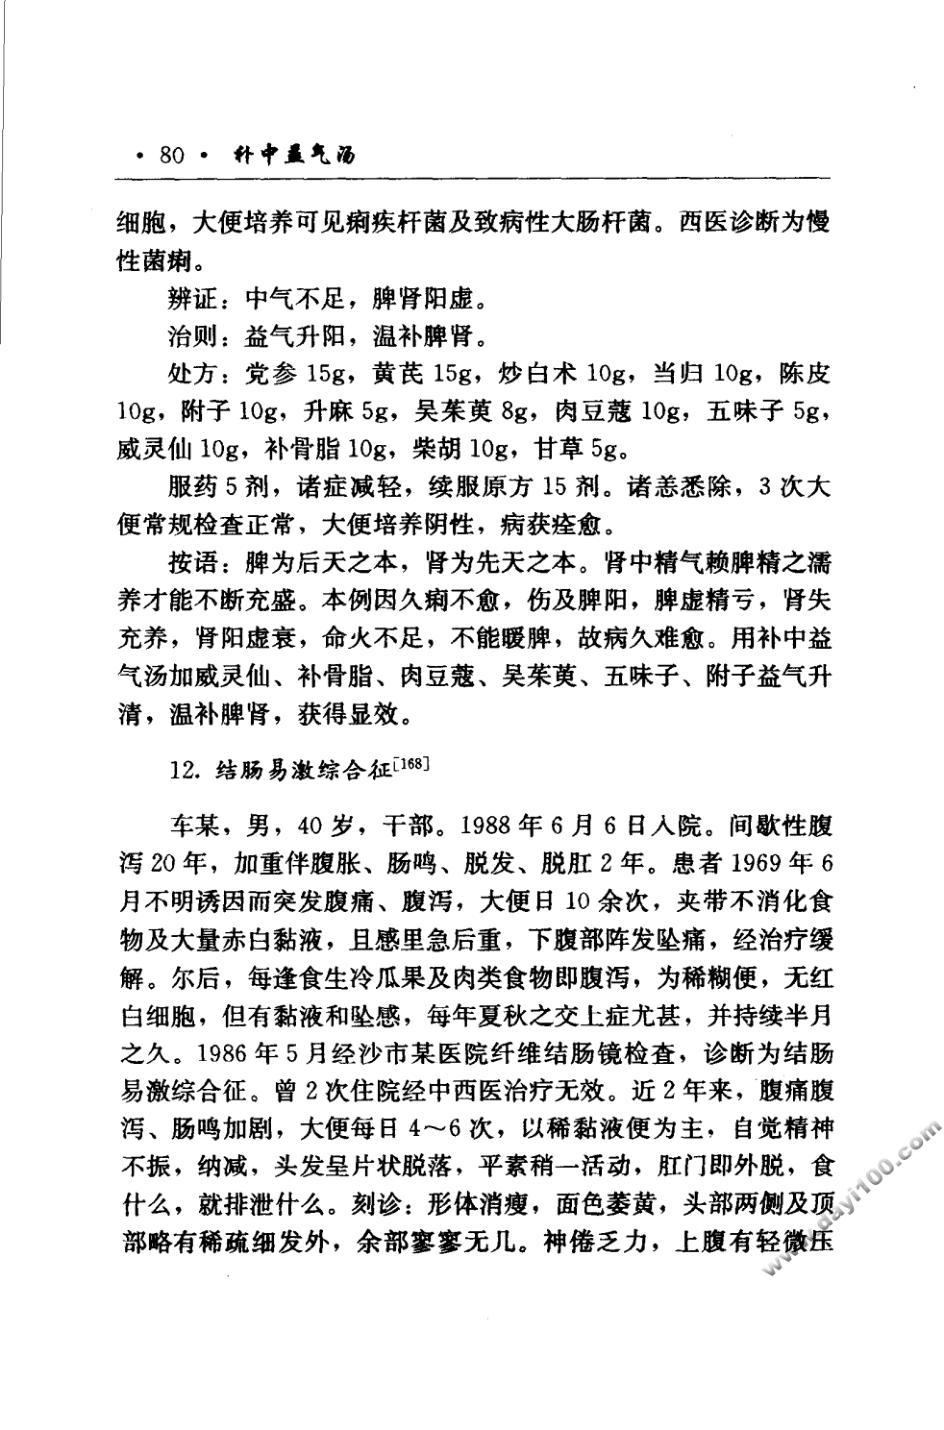 · 80 · 补中益气汤
细胞，大便培养可见痢疾杆菌及致病性大肠杆菌。西医诊断为慢
性菌痢。
辨证：中气不足，脾肾阳虚。
治则：益气升阳，温补脾肾。
处方：党参 15g，黄芪 15g，炒白术 10g，当归 10g，陈皮
10g，附子 10g，升麻 5g，吴茱萸 8g，肉豆蔻 10g，五味子 5g，
威灵仙 10g，补骨脂 10g，柴胡 10g，甘草 5g。
服药 5 剂，诸症减轻，续服原方 15 剂。诸恙悉除，3 次大
便常规检查正常，大便培养阴性，病获痊愈。
按语：脾为后天之本，肾为先天之本。肾中精气赖脾精之濡
养才能不断充盛。本例因久痢不愈，伤及脾阳，脾虚精亏，肾失
充养，肾阳虚衰，命火不足，不能暖脾，故病久难愈。用补中益
气汤加威灵仙、补骨脂、肉豆蔻、吴茱萸、五味子、附子益气升
清，温补脾肾，获得显效。
12. 结肠易激综合征[168]
车某，男，40 岁，干部。1988 年 6 月 6 日入院。间歇性腹
泻 20 年，加重伴腹胀、肠鸣、脱发、脱肛 2 年。患者 1969 年 6
月不明诱因而突发腹痛、腹泻，大便日 10 余次，夹带不消化食
物及大量赤白黏液，且感里急后重，下腹部阵发坠痛，经治疗缓
解。尔后，每逢食生冷瓜果及肉类食物即腹泻，为稀糊便，无红
白细胞，但有黏液和坠感，每年夏秋之交上症尤甚，并持续半月
之久。1986 年 5 月经沙市某医院纤维结肠镜检查，诊断为结肠
易激综合征。曾 2 次住院经中西医治疗无效。近 2 年来，腹痛腹
泻、肠鸣加剧，大便每日 4～6 次，以稀黏液便为主，自觉精神
不振，纳减，头发呈片状脱落，平素稍一活动，肛门即外脱，食
什么，就排泄什么。刻诊：形体消瘦，面色萎黄，头部两侧及顶
部略有稀疏细发外，余部寥寥无几。神倦乏力，上腹有轻微压
www.dayi100.com